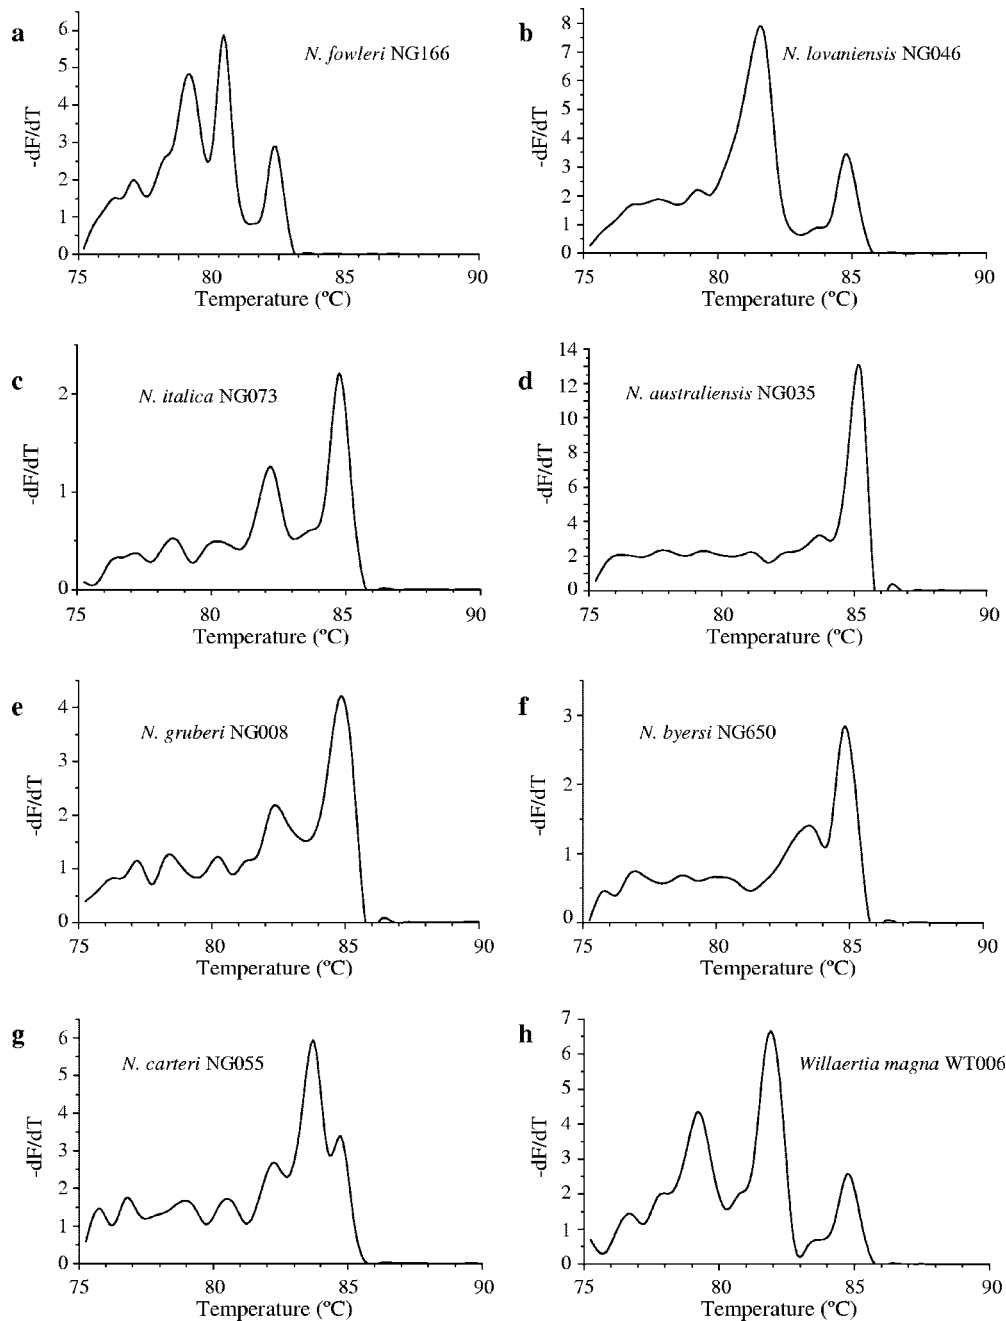 a
N. fowleri NG166
6
5
4
3
2
1
0
-dF/dT
75
80
85
90
Temperature (ºC)
b
N. lovaniensis NG046
8
7
6
5
4
3
2
1
0
-dF/dT
75
80
85
90
Temperature (ºC)
c
N. italica NG073
2
1
0
-dF/dT
75
80
85
90
Temperature (ºC)
d
N. australiensis NG035
14
12
10
8
6
4
2
0
-dF/dT
75
80
85
90
Temperature (ºC)
e
N. gruberi NG008
4
3
2
1
0
-dF/dT
75
80
85
90
Temperature (ºC)
f
N. byersi NG650
3
2
1
0
-dF/dT
75
80
85
90
Temperature (ºC)
g
N. carteri NG055
6
5
4
3
2
1
0
-dF/dT
75
80
85
90
Temperature (ºC)
h
Willaertia magna WT006
7
6
5
4
3
2
1
0
-dF/dT
75
80
85
90
Temperature (ºC)